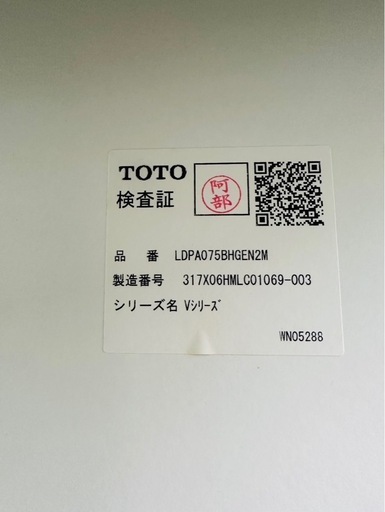 TOTO
検査証
阿部
品 番 LDPA075BHGEN2M
製造番号 317X06HMLC01069-003
シリーズ名 Vｼﾘｰｽﾞ
WN05288